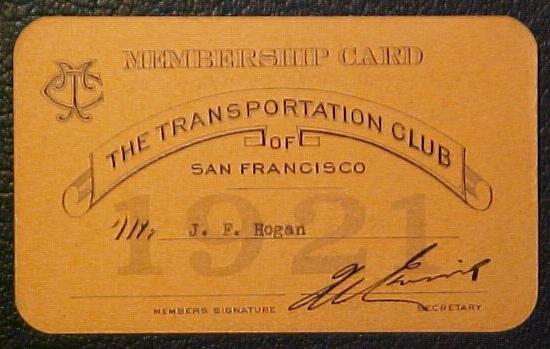 MEMBERSHIP CARD
THE TRANSPORTATION CLUB
OF
SAN FRANCISCO
1921
Mr. J. F. Hogan
MEMBERS SIGNATURE
SECRETARY